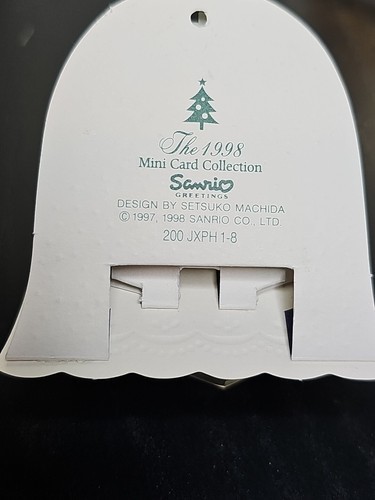 The 1998
Mini Card Collection
Sanrio
GREETINGS
DESIGN BY SETSUKO MACHIDA
© 1997, 1998 SANRIO CO., LTD.
200 JXPH 1-8